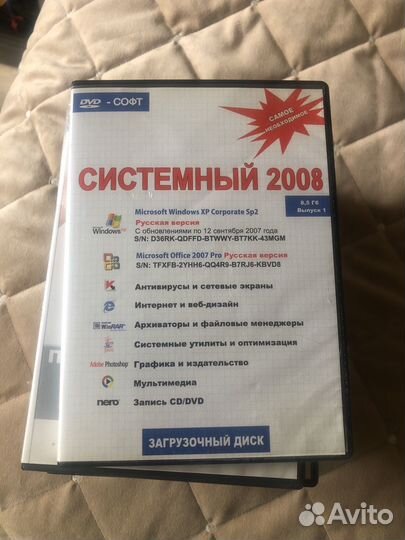 DVD - СОФТ
САМОЕ
НЕОБХОДИМОЕ
СИСТЕМНЫЙ 2008
8,5 Гб
Выпуск 1
Microsoft Windows XP Corporate Sp2
Русская версия
С обновлениями по 12 сентября 2007 года
S/N: D36RK-QDFFD-BTWWY-BT7KK-43MGM
Windows
Microsoft Office 2007 Pro Русская версия
S/N: TFXFB-2YHH6-QQ4R9-B7RJ6-KBVD8
Антивирусы и сетевые экраны
Интернет и веб-дизайн
WinRAR Архиваторы и файловые менеджеры
Системные утилиты и оптимизация
Adobe Photoshop Графика и издательство
Мультимедиа
nero Запись CD/DVD
ЗАГРУЗОЧНЫЙ ДИСК
Avito